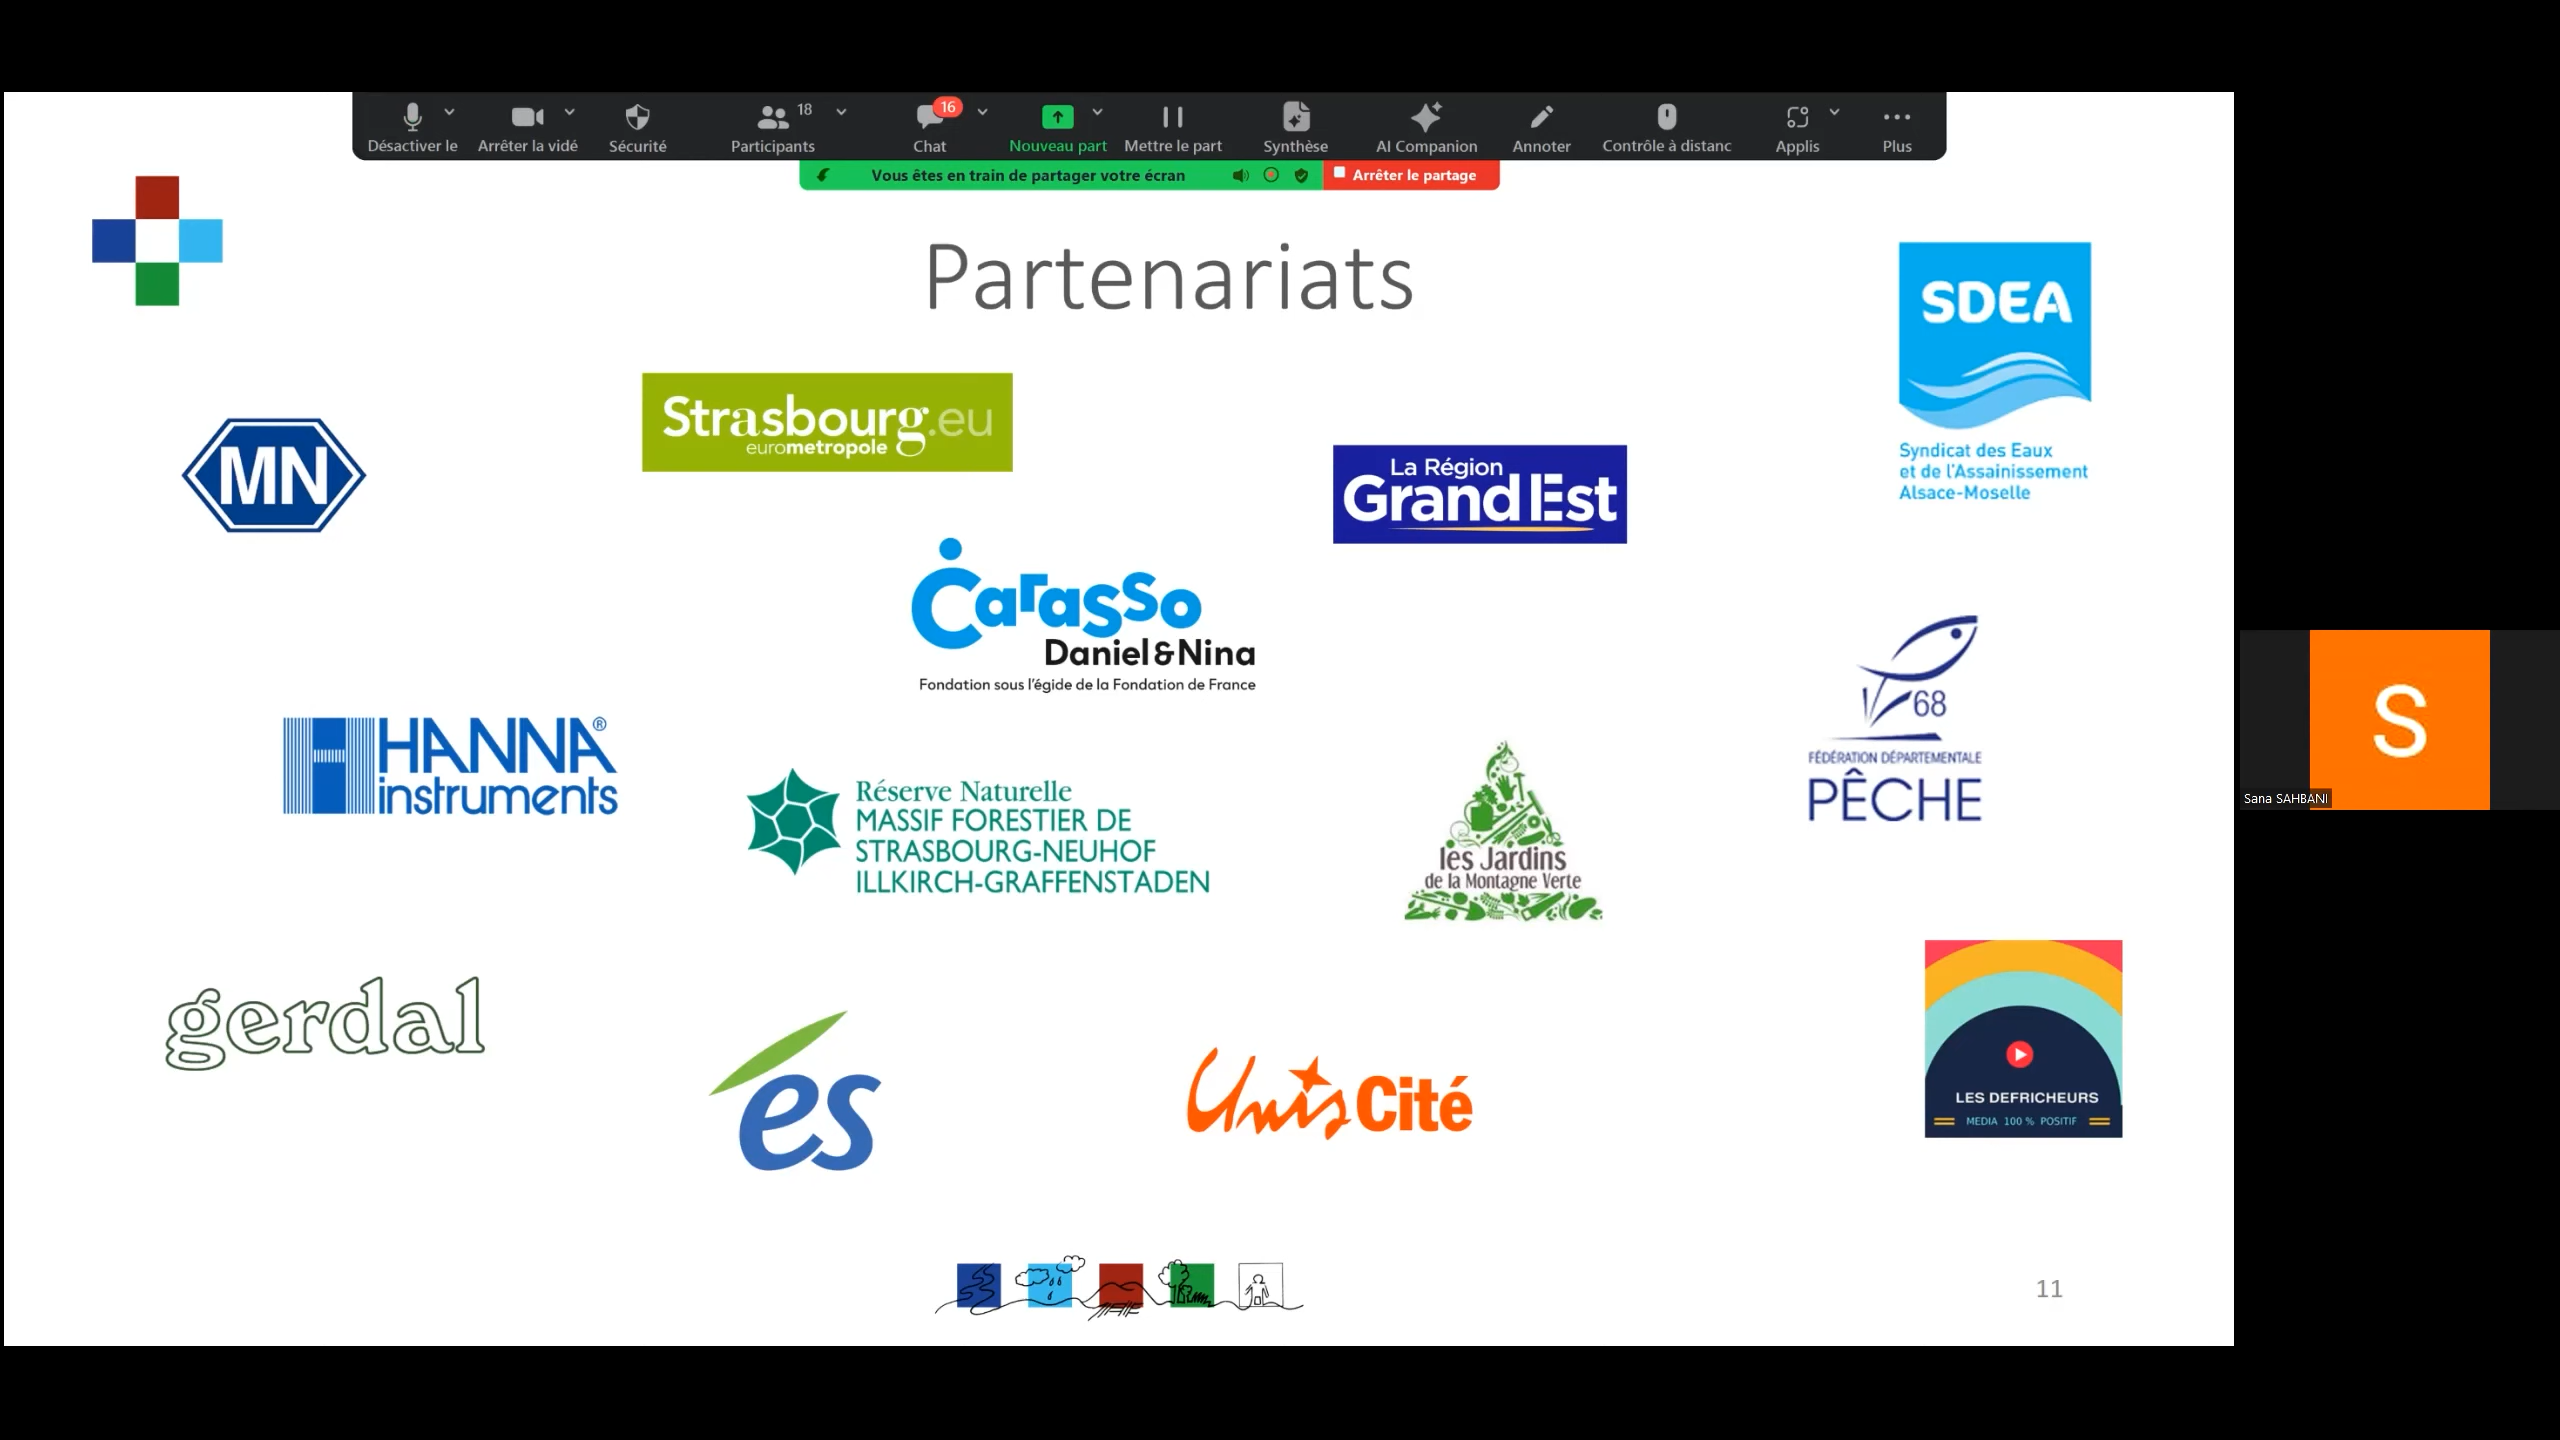 18
16
Désactiver le
Arrêter la vidé
Sécurité
Participants
Chat
Nouveau part
Mettre le part
Synthèse
AI Companion
Annoter
Contrôle à distanc
Applis
Plus
Vous êtes en train de partager votre écran
Arrêter le partage
Partenariats
SDEA
Syndicat des Eaux
et de l'Assainissement
Alsace-Moselle
Strasbourg.eu
eurometropole
MN
La Région
Grand Est
Carasso
Daniel & Nina
Fondation sous l'égide de la Fondation de France
68
FÉDÉRATION DÉPARTEMENTALE
PÊCHE
HANNA®
instruments
Réserve Naturelle
MASSIF FORESTIER DE
STRASBOURG-NEUHOF
ILLKIRCH-GRAFFENSTADEN
les Jardins
de la Montagne Verte
S
Sana SAHBANI
gerdal
és
Unis Cité
LES DEFRICHEURS
MEDIA 100 % POSITIF
11